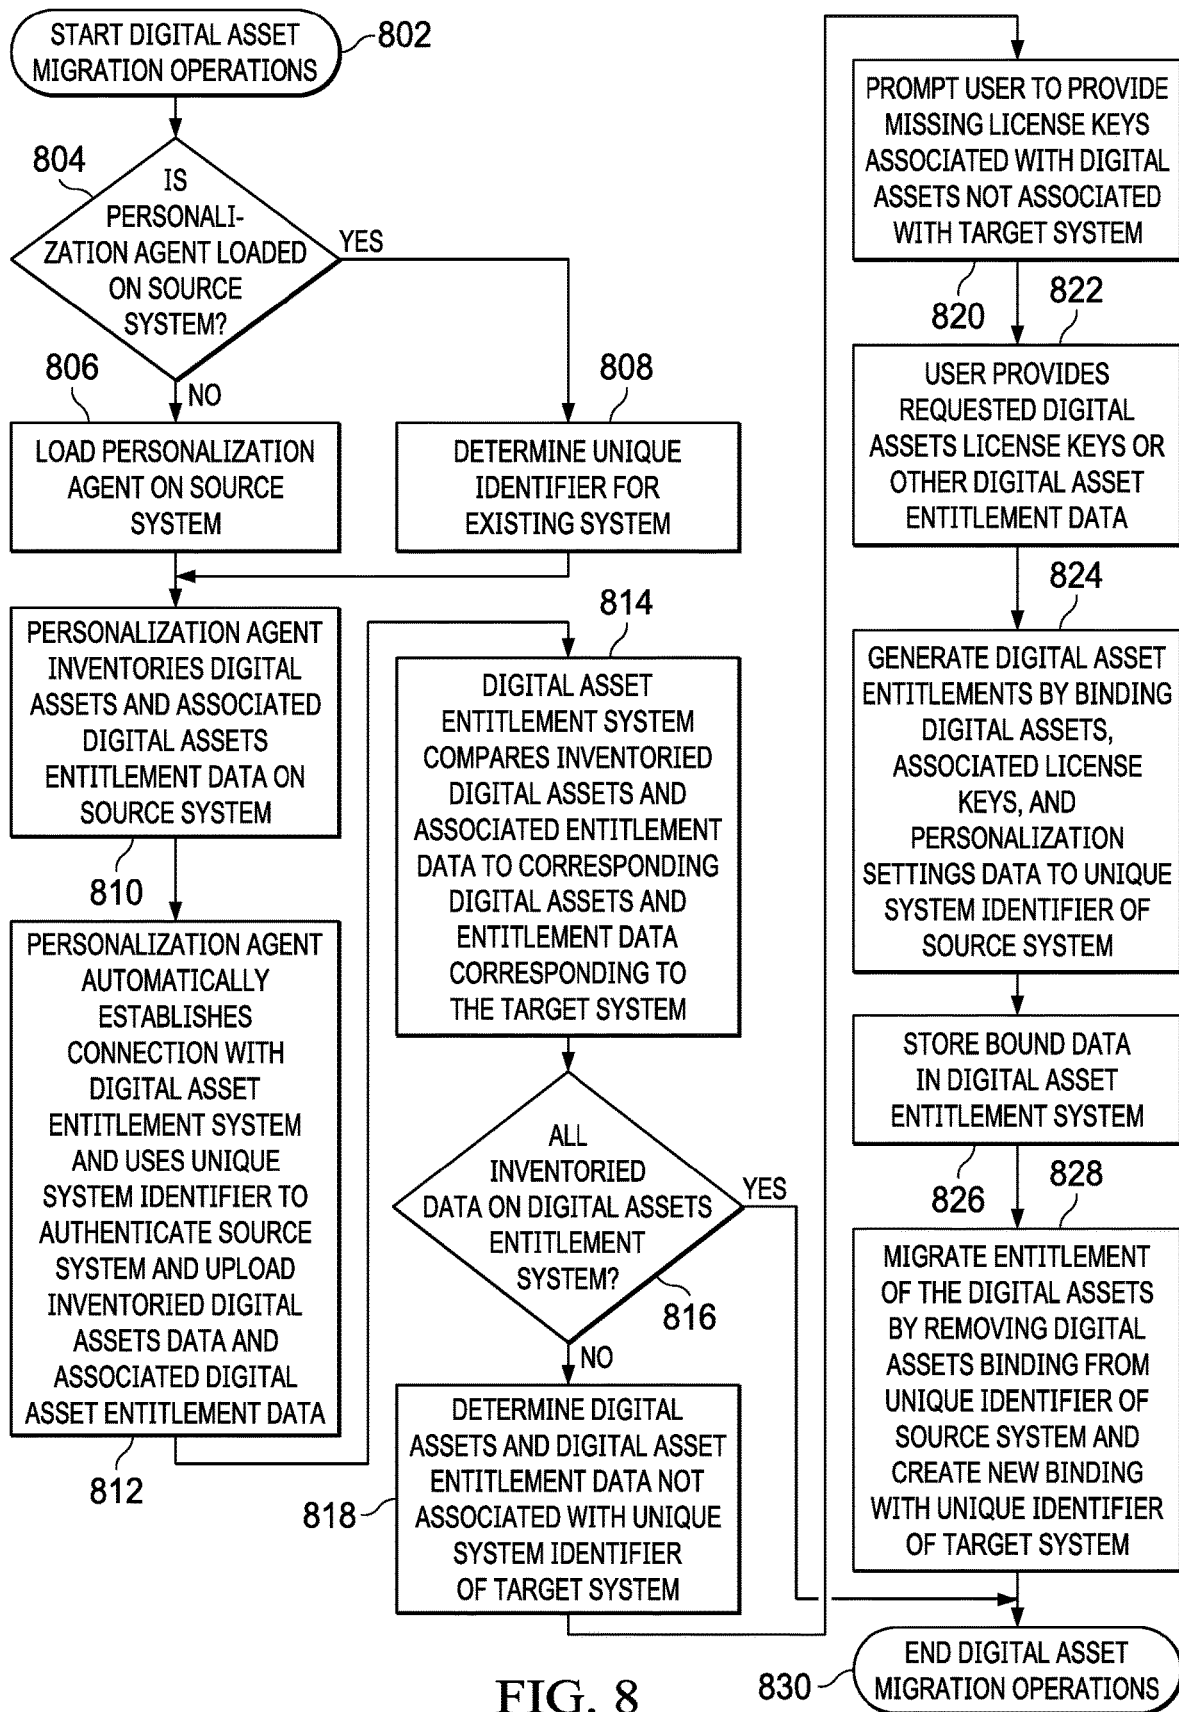 START DIGITAL ASSET
MIGRATION OPERATIONS
802
804
IS
PERSONALI-
ZATION AGENT LOADED
ON SOURCE
SYSTEM?
YES
NO
806
LOAD PERSONALIZATION
AGENT ON SOURCE
SYSTEM
808
DETERMINE UNIQUE
IDENTIFIER FOR
EXISTING SYSTEM
PERSONALIZATION AGENT
INVENTORIES DIGITAL
ASSETS AND ASSOCIATED
DIGITAL ASSETS
ENTITLEMENT DATA ON
SOURCE SYSTEM
810
PERSONALIZATION AGENT
AUTOMATICALLY
ESTABLISHES
CONNECTION WITH
DIGITAL ASSET
ENTITLEMENT SYSTEM
AND USES UNIQUE
SYSTEM IDENTIFIER TO
AUTHENTICATE SOURCE
SYSTEM AND UPLOAD
INVENTORIED DIGITAL
ASSETS DATA AND
ASSOCIATED DIGITAL
ASSET ENTITLEMENT DATA
812
814
DIGITAL ASSET
ENTITLEMENT SYSTEM
COMPARES INVENTORIED
DIGITAL ASSETS AND
ASSOCIATED ENTITLEMENT
DATA TO CORRESPONDING
DIGITAL ASSETS AND
ENTITLEMENT DATA
CORRESPONDING TO
THE TARGET SYSTEM
ALL
INVENTORIED
DATA ON DIGITAL ASSETS
ENTITLEMENT
SYSTEM?
YES
816
NO
DETERMINE DIGITAL
ASSETS AND DIGITAL ASSET
ENTITLEMENT DATA NOT
ASSOCIATED WITH UNIQUE
SYSTEM IDENTIFIER
OF TARGET SYSTEM
818
PROMPT USER TO PROVIDE
MISSING LICENSE KEYS
ASSOCIATED WITH DIGITAL
ASSETS NOT ASSOCIATED
WITH TARGET SYSTEM
820
822
USER PROVIDES
REQUESTED DIGITAL
ASSETS LICENSE KEYS OR
OTHER DIGITAL ASSET
ENTITLEMENT DATA
824
GENERATE DIGITAL ASSET
ENTITLEMENTS BY BINDING
DIGITAL ASSETS,
ASSOCIATED LICENSE
KEYS, AND
PERSONALIZATION
SETTINGS DATA TO UNIQUE
SYSTEM IDENTIFIER OF
SOURCE SYSTEM
STORE BOUND DATA
IN DIGITAL ASSET
ENTITLEMENT SYSTEM
826
828
MIGRATE ENTITLEMENT
OF THE DIGITAL ASSETS
BY REMOVING DIGITAL
ASSETS BINDING FROM
UNIQUE IDENTIFIER OF
SOURCE SYSTEM AND
CREATE NEW BINDING
WITH UNIQUE IDENTIFIER
OF TARGET SYSTEM
830
END DIGITAL ASSET
MIGRATION OPERATIONS
FIG. 8